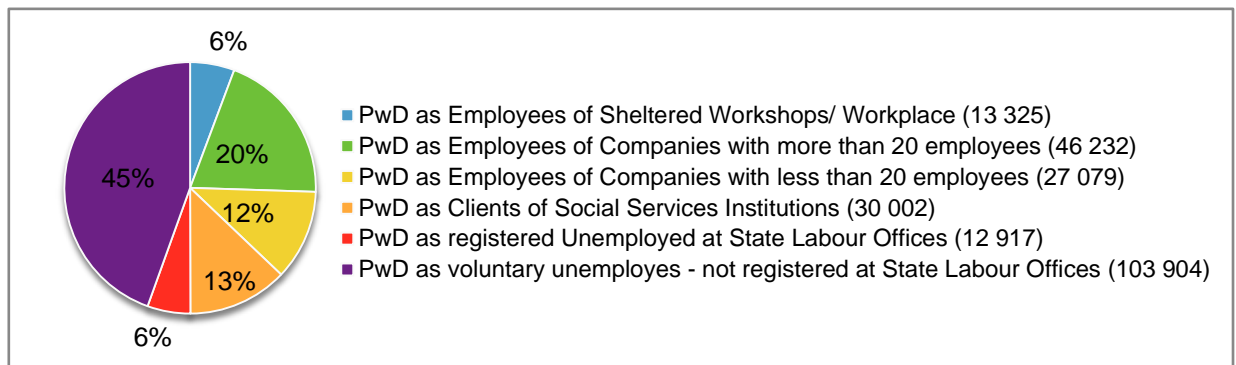 6%
20%
45%
12%
13%
6%
PwD as Employees of Sheltered Workshops/ Workplace (13 325)
PwD as Employees of Companies with more than 20 employees (46 232)
PwD as Employees of Companies with less than 20 employees (27 079)
PwD as Clients of Social Services Institutions (30 002)
PwD as registered Unemployed at State Labour Offices (12 917)
PwD as voluntary unemployes - not registered at State Labour Offices (103 904)